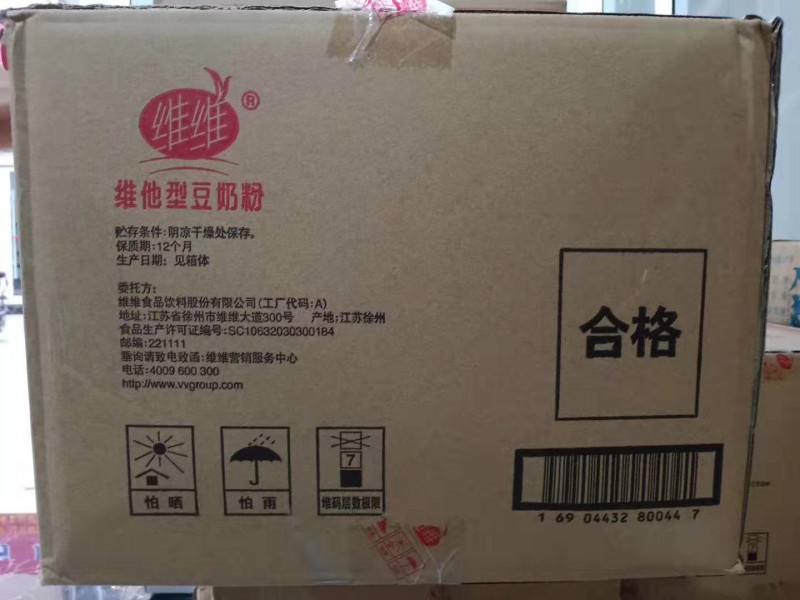 维维®
维他型豆奶粉
贮存条件:阴凉干燥处保存。
保质期:12个月
生产日期: 见箱体
委托方:
维维食品饮料股份有限公司(工厂代码:A)
地址:江苏省徐州市维维大道300号 产地:江苏徐州
食品生产许可证编号:SC10632030300184
邮编:221111
垂询请致电致函:维维营销服务中心
电话:4009 600 300
http://www.vvgroup.com
合格
7
怕晒
怕雨
堆码层数极限
1 69 04432 80044 7